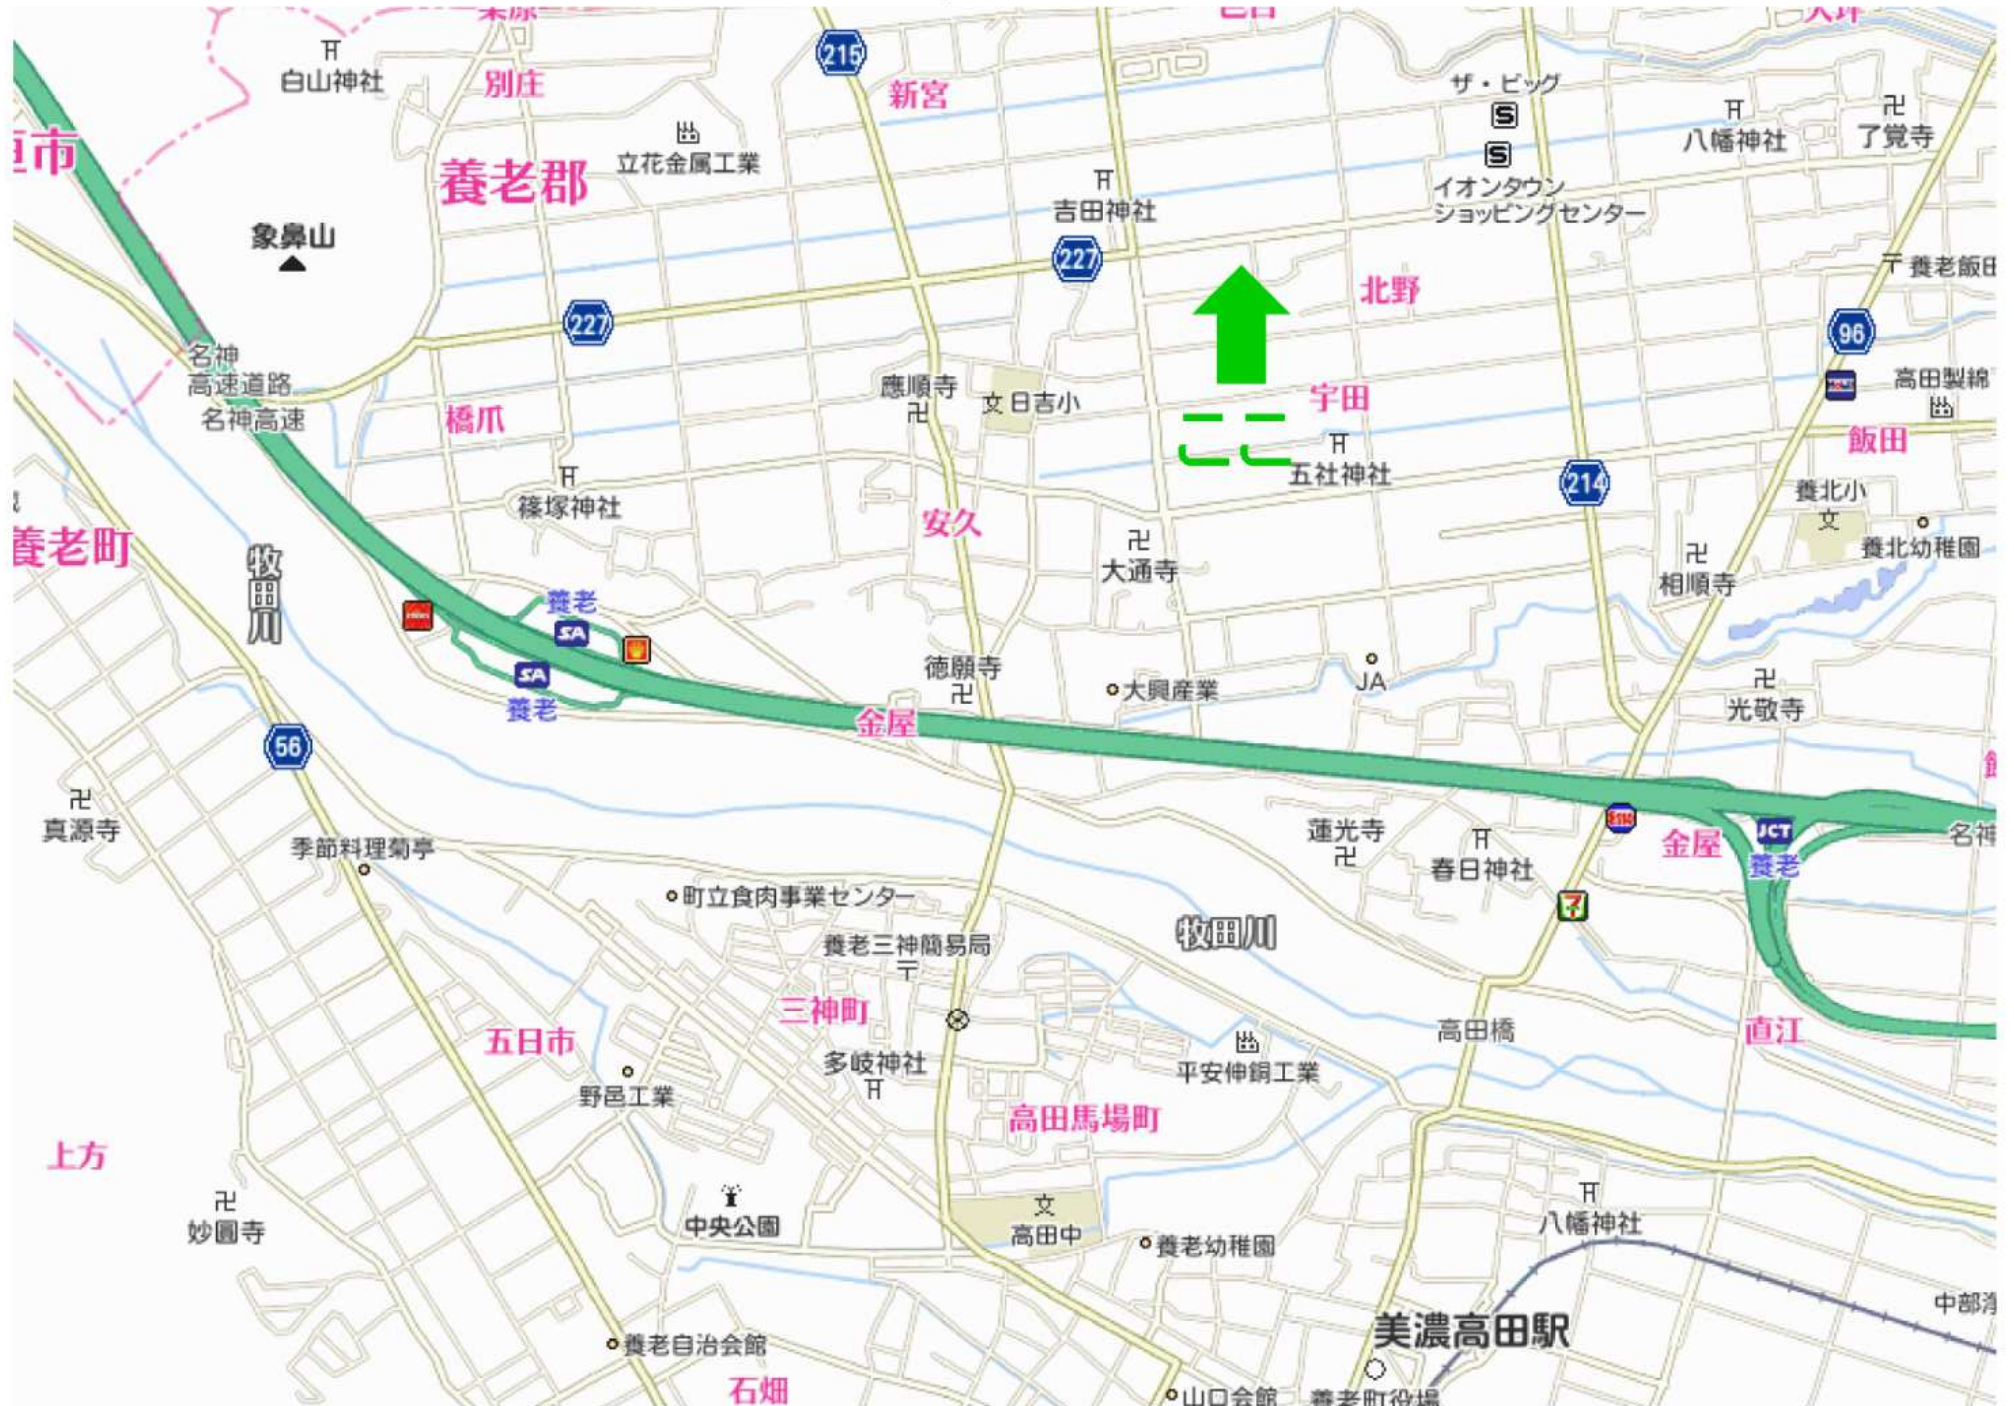 栗原
215
白山神社
別庄
新宮
ザ・ビッグ
S
八幡神社
了覚寺
市
養老郡
立花金属工業
S
イオンタウン
ショッピングセンター
吉田神社
象鼻山
227
養老飯田
北野
227
96
名神
高速道路
名神高速
應順寺
日吉小
文
宇田
高田製綿
橋爪
飯田
五社神社
214
養北小
文
篠塚神社
安久
養老町
牧田川
大通寺
相順寺
養北幼稚園
養老
SA
SA
養老
徳願寺
大興産業
JA
光敬寺
金屋
56
真源寺
季節料理菊亭
蓮光寺
春日神社
金屋
JCT
養老
名神
7
町立食肉事業センター
養老三神簡易局
牧田川
三神町
五日市
高田橋
直江
多岐神社
野邑工業
平安伸銅工業
高田馬場町
上方
妙圓寺
中央公園
文
高田中
養老幼稚園
八幡神社
美濃高田駅
中部
養老自治会館
石畑
山口会館
養老町役場